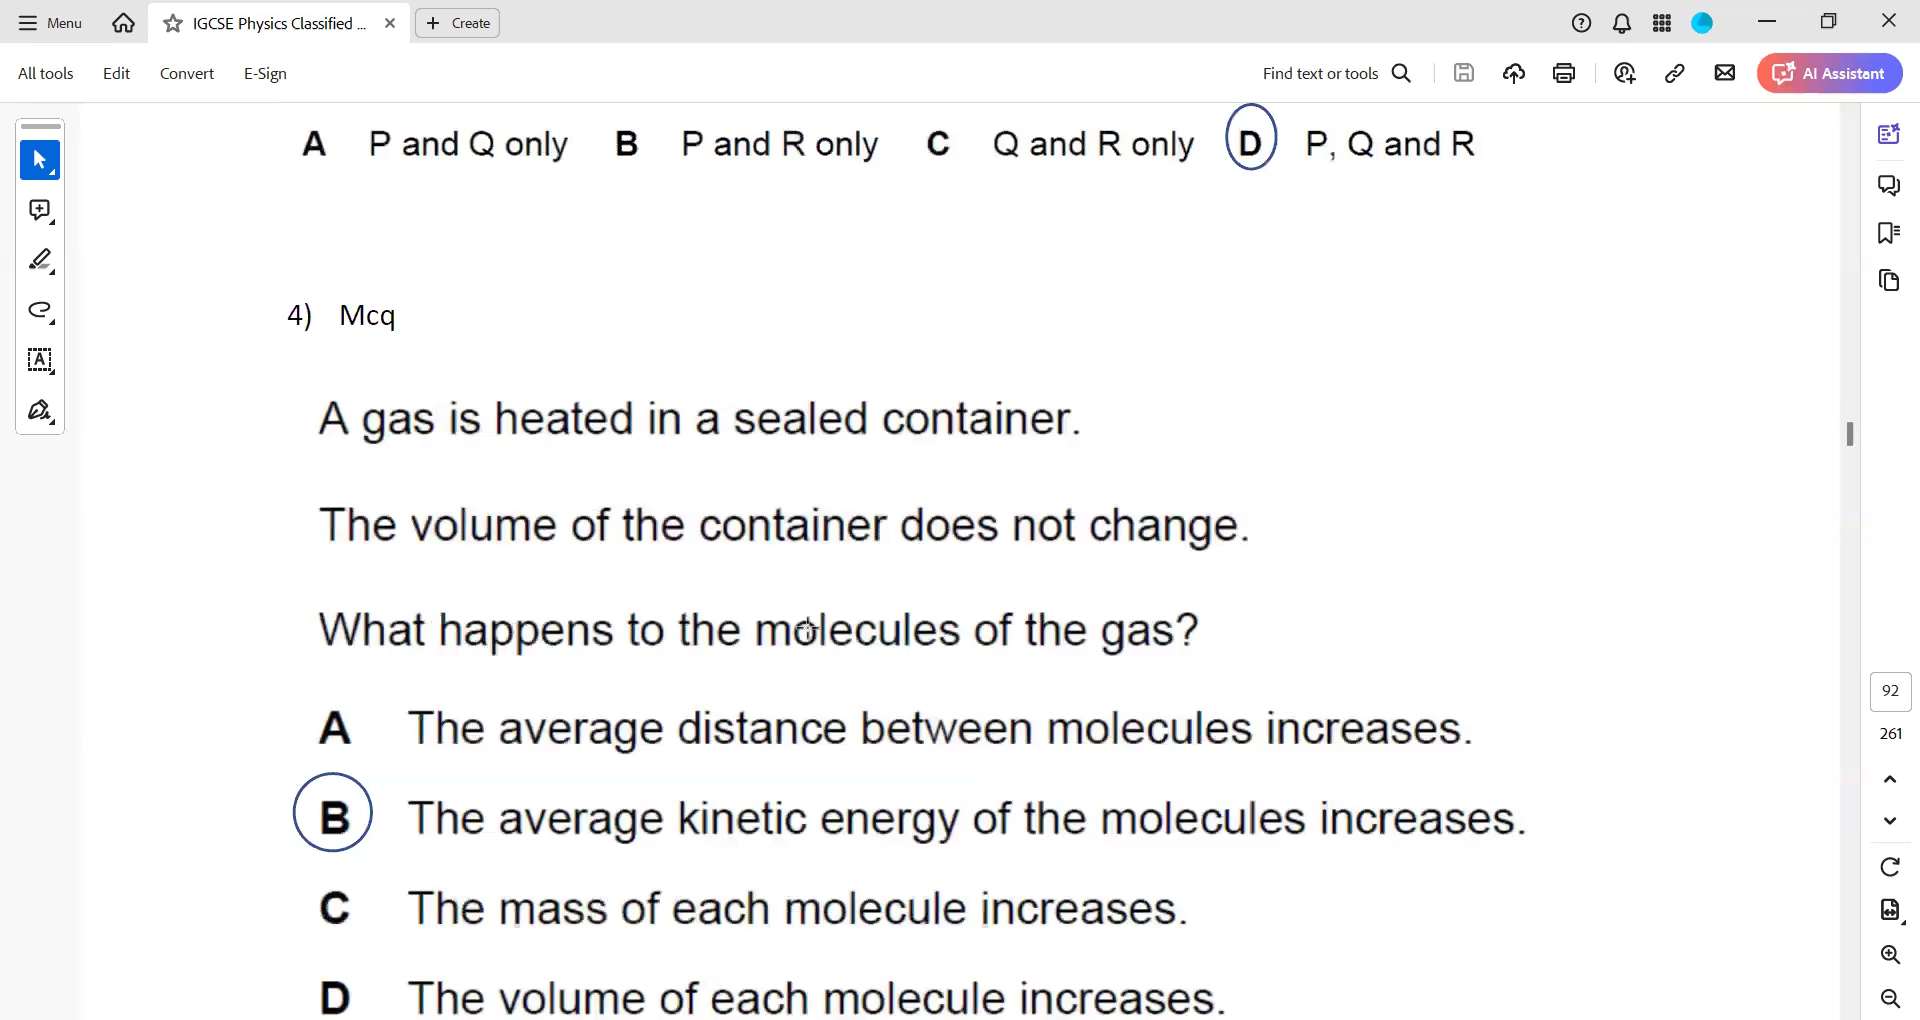 Menu
IGCSE Physics Classified ...
Create
All tools
Edit
Convert
E-Sign
Find text or tools
AI Assistant
A P and Q only B P and R only C Q and R only D P, Q and R
4) Mcq
A gas is heated in a sealed container.
The volume of the container does not change.
What happens to the molecules of the gas?
A The average distance between molecules increases.
B The average kinetic energy of the molecules increases.
C The mass of each molecule increases.
D The volume of each molecule increases.
92
261